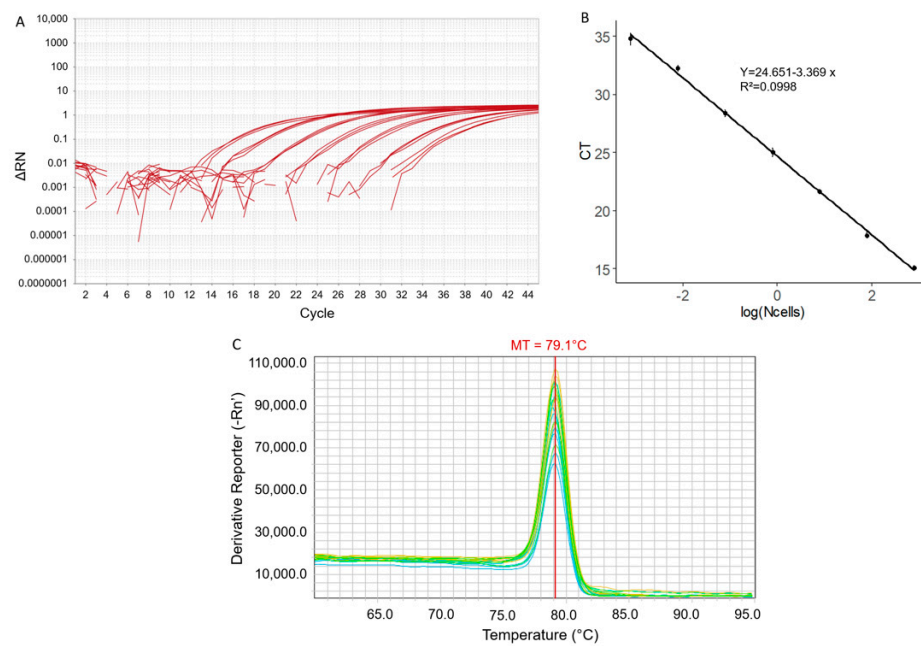 A
10,000
1000
100
10
1
0.1
0.01
0.001
0.0001
0.00001
0.0000001
ΔRN
2 4 6 8 10 12 14 16 18 20 22 24 26 28 30 32 34 36 38 40 42 44
Cycle
B
35
30
25
20
15
CT
Y=24.651-3.369 x
R²=0.0998
-2 0 2
log(Ncells)
C
MT = 79.1°C
110,000.0
90,000.0
70,000.0
50,000.0
30,000.0
10,000.0
Derivative Reporter (-Rn')
65.0 70.0 75.0 80.0 85.0 90.0 95.0
Temperature (°C)